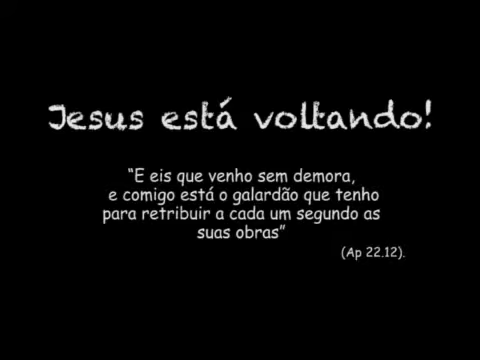 Jesus está voltando!
“E eis que venho sem demora,
e comigo está o galardão que tenho
para retribuir a cada um segundo as
suas obras”
(Ap 22.12).